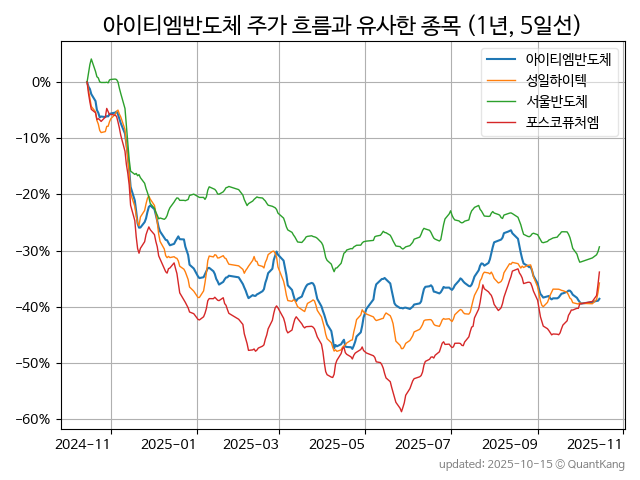 아이티엠반도체 주가 흐름과 유사한 종목 (1년, 5일선)
아이티엠반도체
성일하이텍
서울반도체
포스코퓨처엠
0%
−10%
−20%
−30%
−40%
−50%
−60%
2024−11
2025−01
2025−03
2025−05
2025−07
2025−09
2025−11
updated: 2025-10-15 © QuantKang